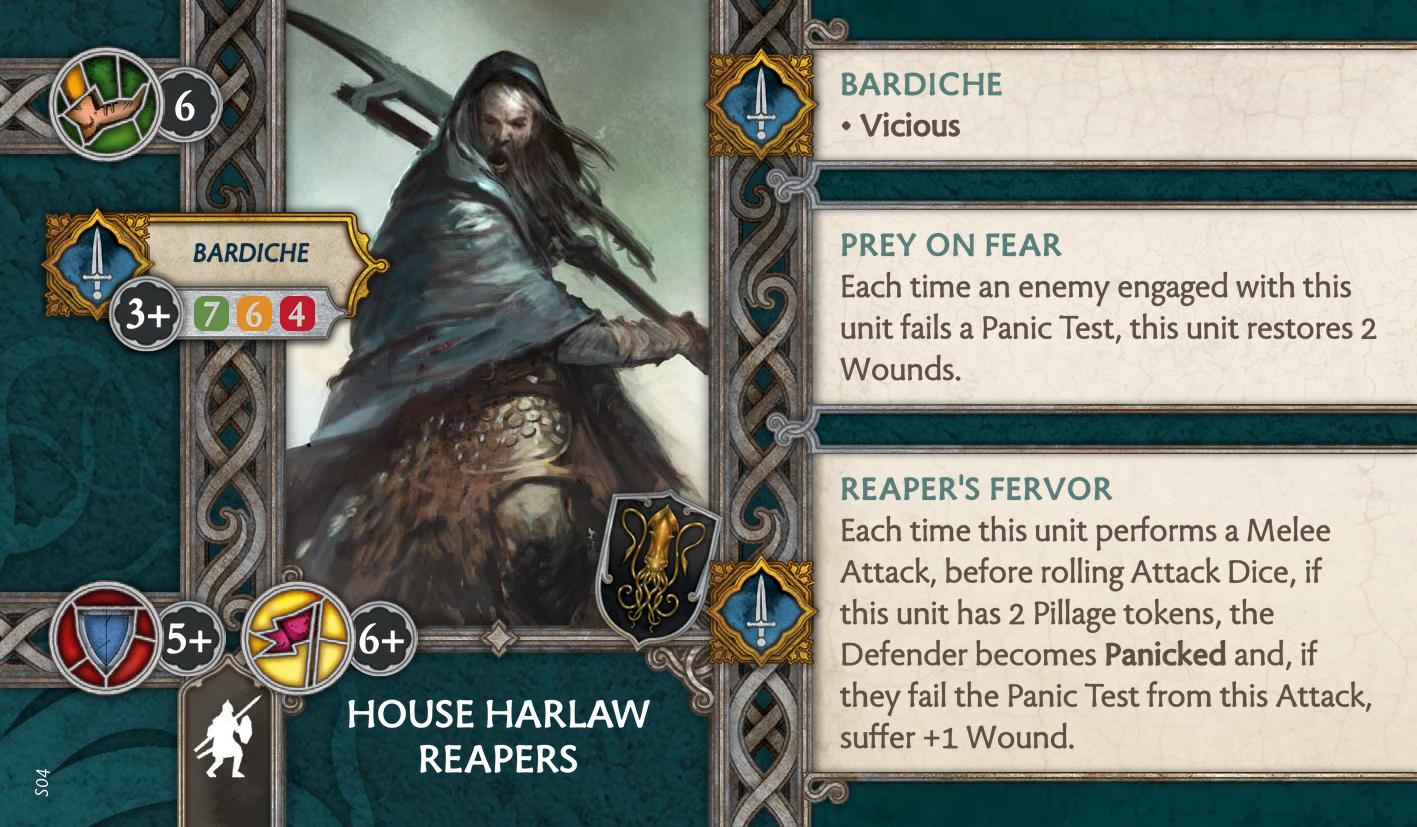 6
BARDICHE
3+ 7 6 4
5+ 6+
HOUSE HARLAW
REAPERS
S04
BARDICHE
• Vicious
PREY ON FEAR
Each time an enemy engaged with this
unit fails a Panic Test, this unit restores 2
Wounds.
REAPER'S FERVOR
Each time this unit performs a Melee
Attack, before rolling Attack Dice, if
this unit has 2 Pillage tokens, the
Defender becomes Panicked and, if
they fail the Panic Test from this Attack,
suffer +1 Wound.